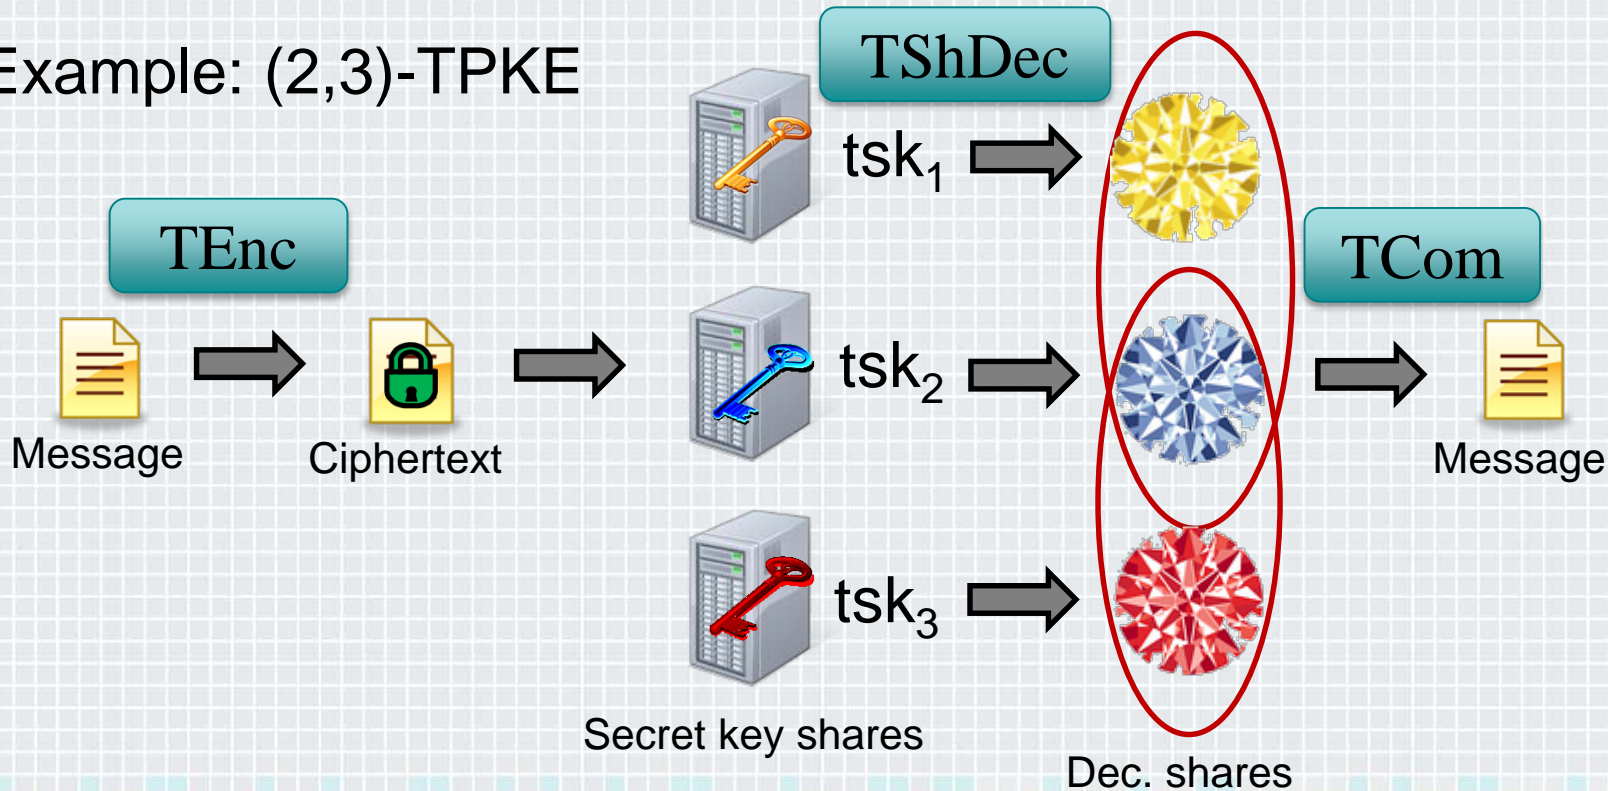 Example: (2,3)-TPKE
TShDec
tsk₁
TEnc
TCom
tsk₂
Message
Ciphertext
Message
tsk₃
Secret key shares
Dec. shares